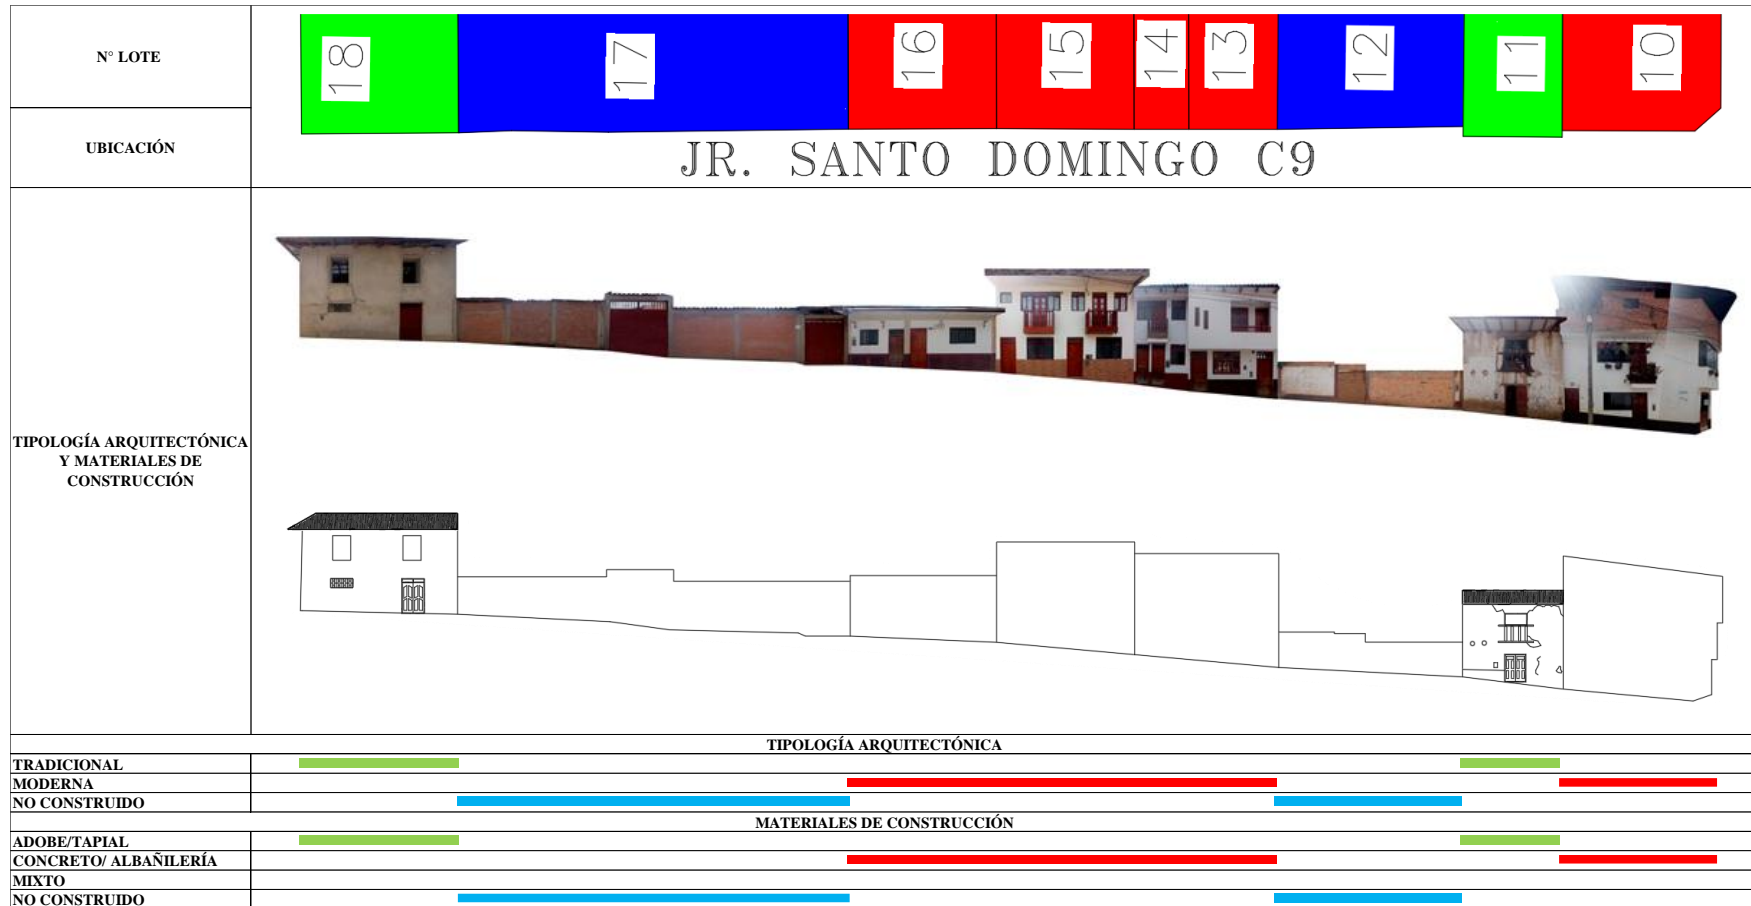 N° LOTE
18 17 16 15 14 13 12 11 10
UBICACIÓN
JR. SANTO DOMINGO C9
TIPOLOGÍA ARQUITECTÓNICA
Y MATERIALES DE
CONSTRUCCIÓN
TIPOLOGÍA ARQUITECTÓNICA
TRADICIONAL
MODERNA
NO CONSTRUIDO
MATERIALES DE CONSTRUCCIÓN
ADOBE/TAPIAL
CONCRETO/ ALBAÑILERÍA
MIXTO
NO CONSTRUIDO